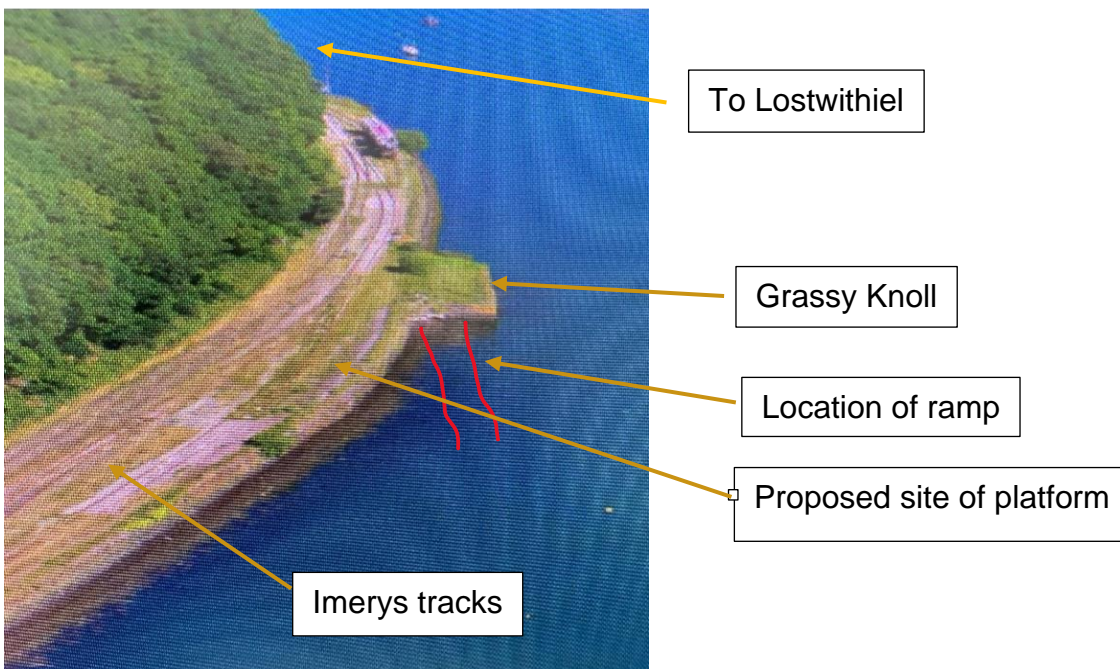 To Lostwithiel
Grassy Knoll
Location of ramp
Proposed site of platform
Imerys tracks